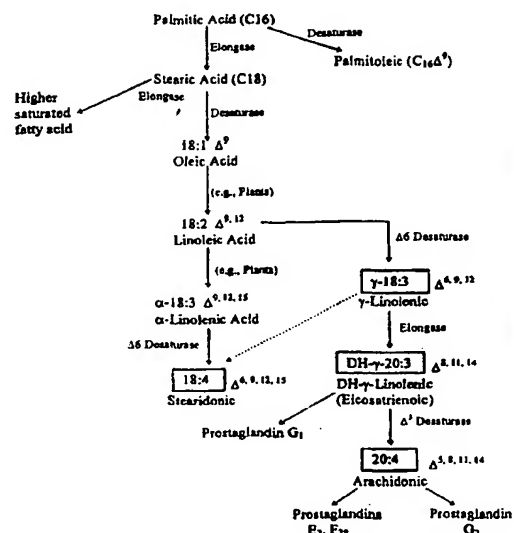 Palmitic Acid (C16)
Desaturase
Elongase
Palmitoleic (C16Δ9)
Stearic Acid (C18)
Higher
saturated
fatty acid
Elongase
Desaturase
18:1 Δ9
Oleic Acid
(e.g., Plants)
18:2 Δ9, 12
Linoleic Acid
Δ6 Desaturase
(e.g., Plants)
γ-18:3 Δ6, 9, 12
γ-Linolenic
α-18:3 Δ9, 12, 15
α-Linolenic Acid
Elongase
Δ6 Desaturase
DH-γ-20:3 Δ8, 11, 14
DH-γ-Linolenic
(Eicosatrienoic)
18:4 Δ6, 9, 12, 15
Stearidonic
Δ5 Desaturase
Prostaglandin G1
20:4 Δ5, 8, 11, 14
Arachidonic
Prostaglandins
Prostaglandin